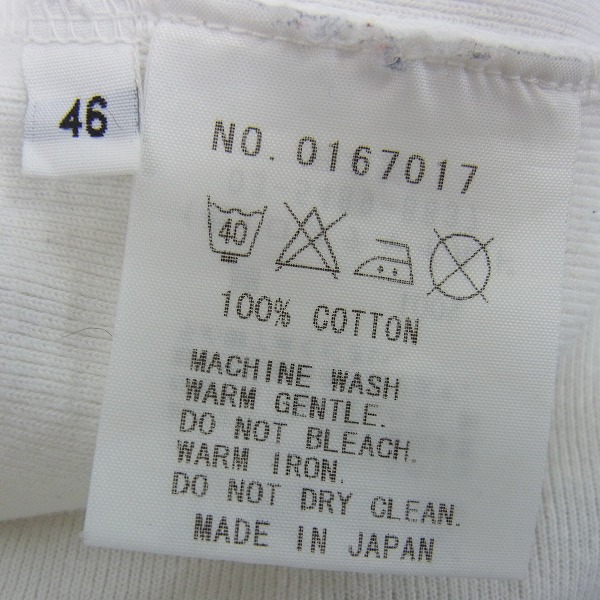 46
NO. 0167017
40
100% COTTON
MACHINE WASH
WARM GENTLE.
DO NOT BLEACH.
WARM IRON.
DO NOT DRY CLEAN.
MADE IN JAPAN